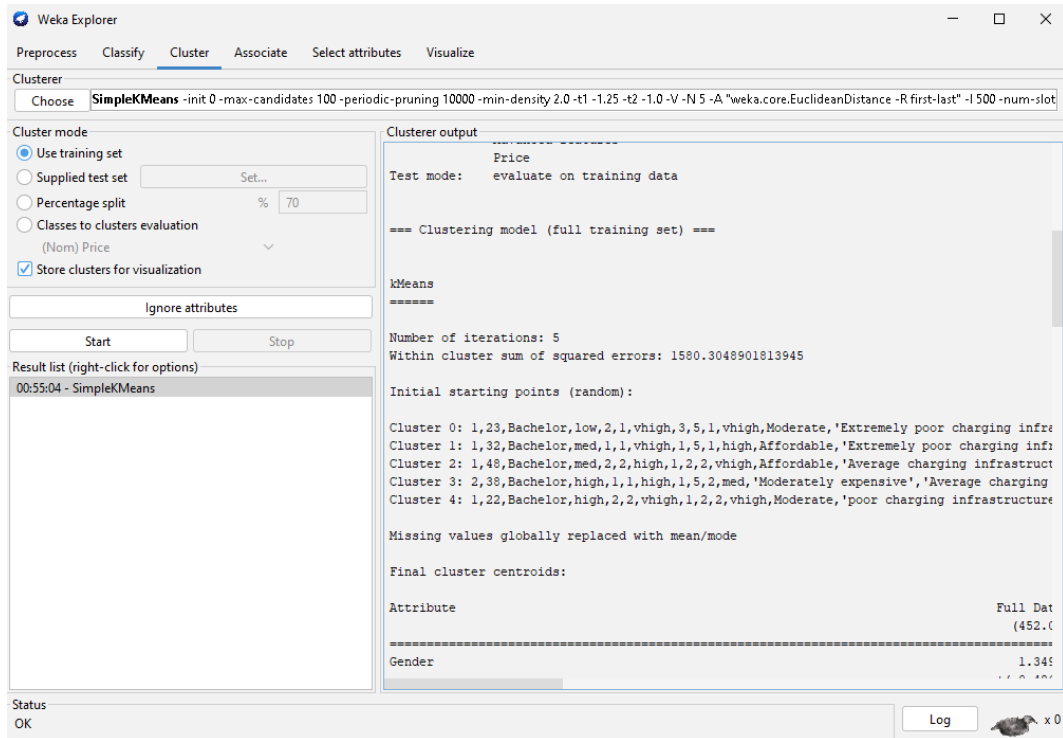 Weka Explorer
Preprocess Classify Cluster Associate Select attributes Visualize
Clusterer
Choose SimpleKMeans -init 0 -max-candidates 100 -periodic-pruning 10000 -min-density 2.0 -t1 -1.25 -t2 -1.0 -V -N 5 -A "weka.core.EuclideanDistance -R first-last" -I 500 -num-slot
Cluster mode
Use training set
Supplied test set Set...
Percentage split % 70
Classes to clusters evaluation
(Nom) Price
Store clusters for visualization
Ignore attributes
Start Stop
Result list (right-click for options)
00:55:04 - SimpleKMeans
Clusterer output
Advanced Features
Price
Test mode: evaluate on training data
=== Clustering model (full training set) ===
kMeans
======
Number of iterations: 5
Within cluster sum of squared errors: 1580.3048901813945
Initial starting points (random):
Cluster 0: 1,23,Bachelor,low,2,1,vhigh,3,5,1,vhigh,Moderate,'Extremely poor charging infra
Cluster 1: 1,32,Bachelor,med,1,1,vhigh,1,5,1,high,Affordable,'Extremely poor charging infr
Cluster 2: 1,48,Bachelor,med,2,2,high,1,2,2,vhigh,Affordable,'Average charging infrastruct
Cluster 3: 2,38,Bachelor,high,1,1,high,1,5,2,med,'Moderately expensive','Average charging
Cluster 4: 1,22,Bachelor,high,2,2,vhigh,1,2,2,vhigh,Moderate,'poor charging infrastructure
Missing values globally replaced with mean/mode
Final cluster centroids:
Attribute Full Dat
(452.0
Gender 1.349
Status
OK
Log x 0